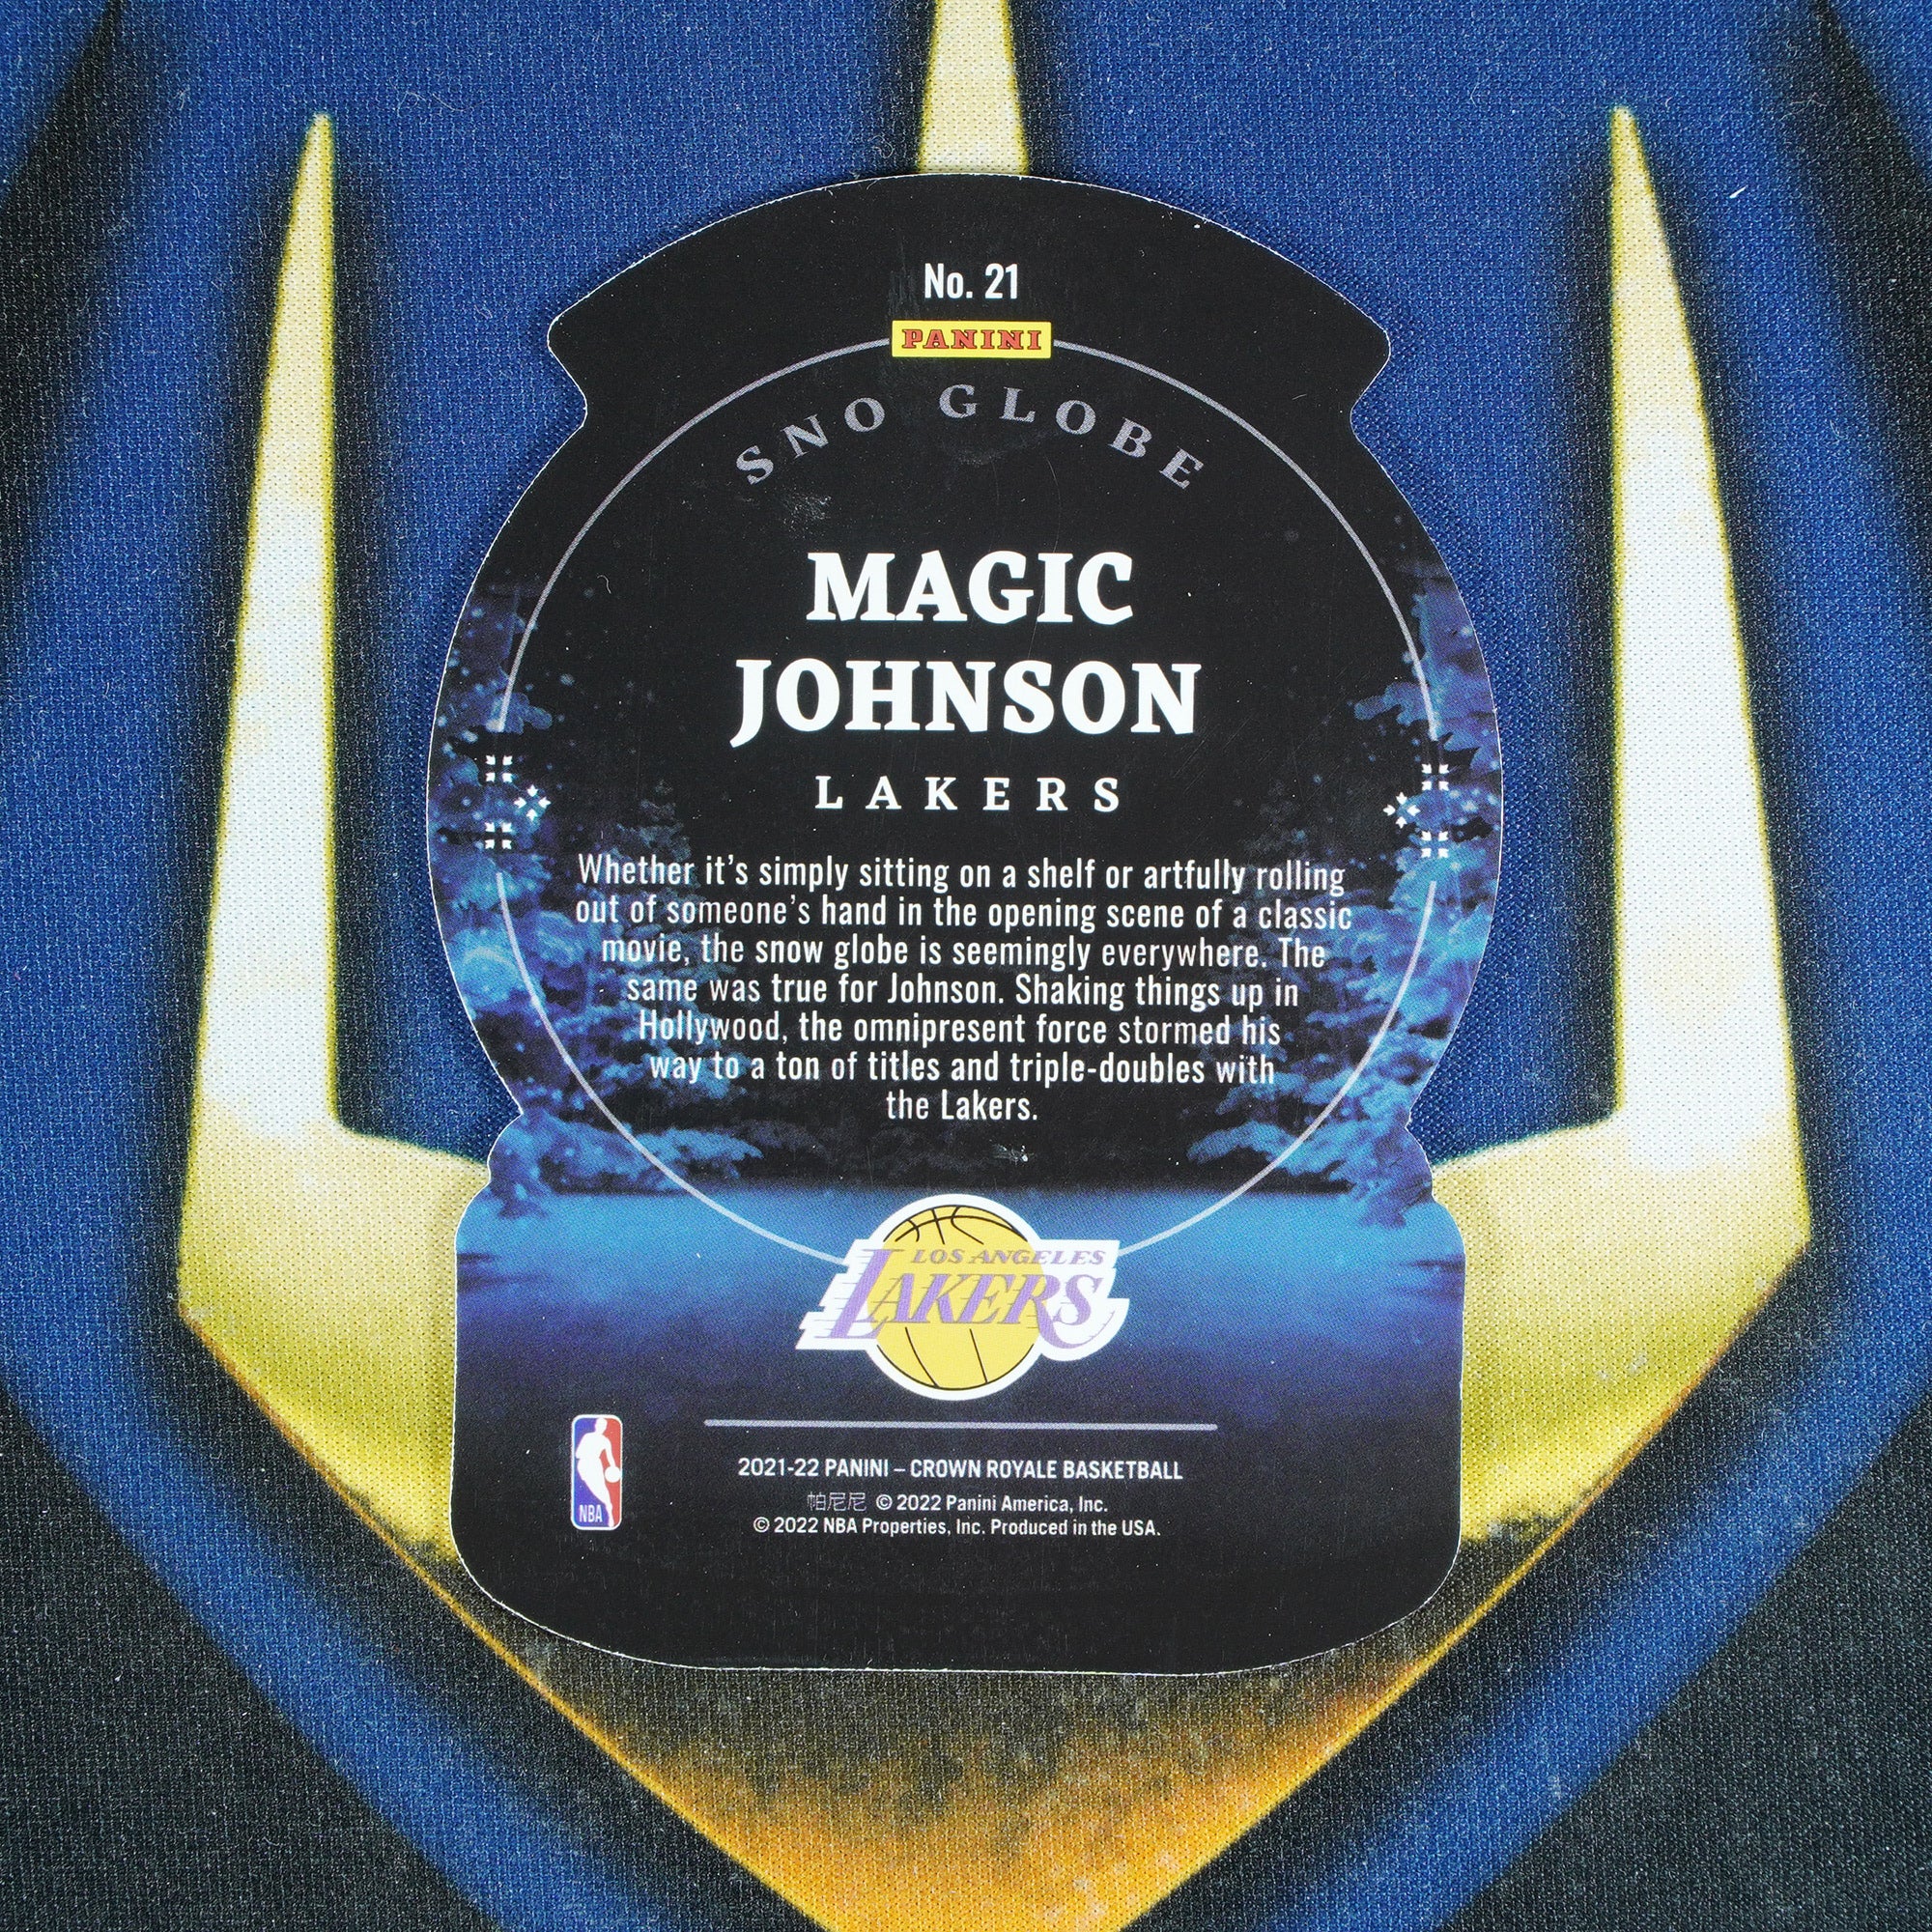 No. 21
PANINI
SNO GLOBE
MAGIC
JOHNSON
LAKERS
Whether it’s simply sitting on a shelf or artfully rolling
out of someone’s hand in the opening scene of a classic
movie, the snow globe is seemingly everywhere. The
same was true for Johnson. Shaking things up in
Hollywood, the omnipresent force stormed his
way to a ton of titles and triple-doubles with
the Lakers.
LOS ANGELES
LAKERS
NBA
2021-22 PANINI – CROWN ROYALE BASKETBALL
帕尼尼 © 2022 Panini America, Inc.
© 2022 NBA Properties, Inc. Produced in the USA.